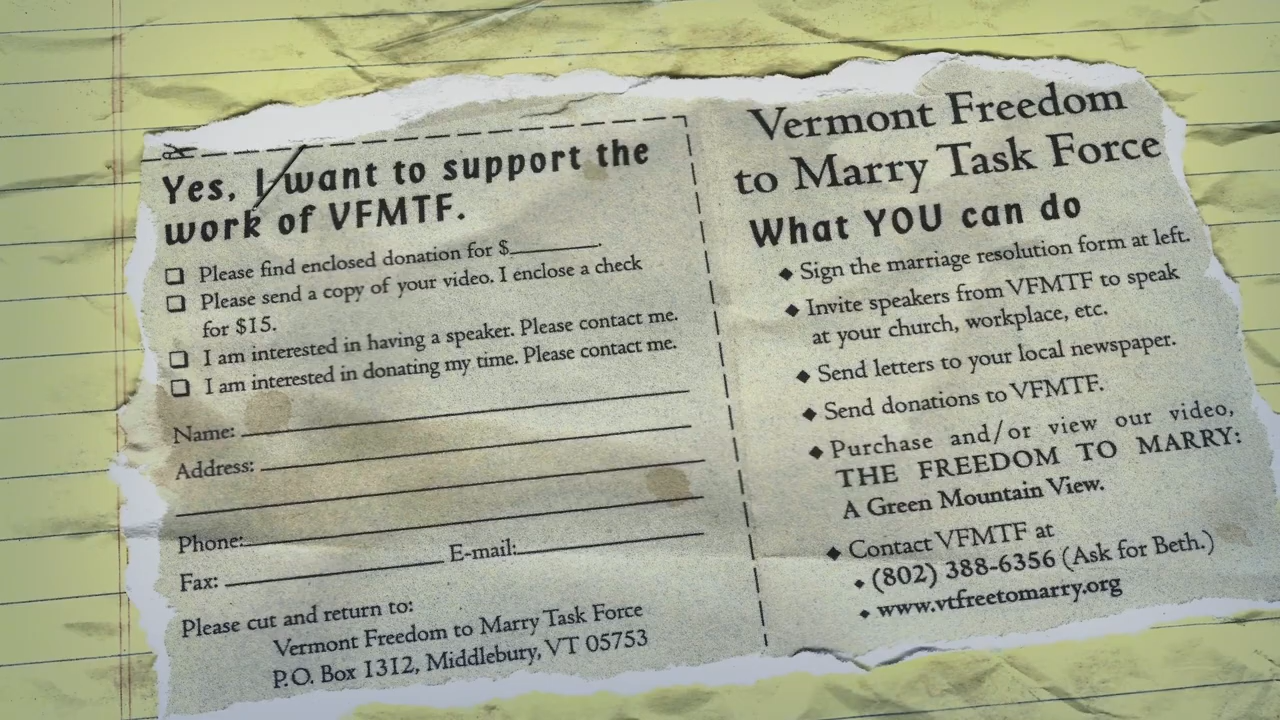 Yes, I/want to support the
work of VFMTF.
❑ Please find enclosed donation for $________.
❑ Please send a copy of your video. I enclose a check
for $15.
❑ I am interested in having a speaker. Please contact me.
❑ I am interested in donating my time. Please contact me.
Name:
Address:
Phone:
Fax: E-mail:
Please cut and return to:
Vermont Freedom to Marry Task Force
P.O. Box 1312, Middlebury, VT 05753
Vermont Freedom
to Marry Task Force
What YOU can do
◆ Sign the marriage resolution form at left.
◆ Invite speakers from VFMTF to speak
at your church, workplace, etc.
◆ Send letters to your local newspaper.
◆ Send donations to VFMTF.
◆ Purchase and/or view our video,
THE FREEDOM TO MARRY:
A Green Mountain View.
◆ Contact VFMTF at
◆ (802) 388-6356 (Ask for Beth.)
◆ www.vtfreetomarry.org